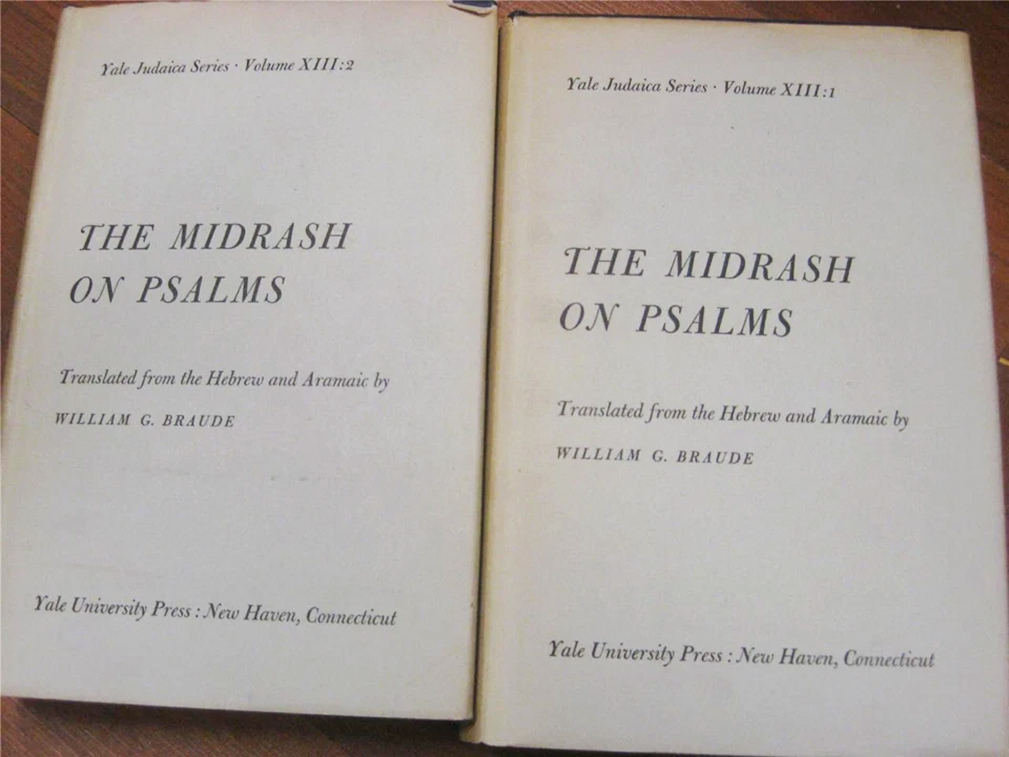 Yale Judaica Series · Volume XIII:2
THE MIDRASH
ON PSALMS
Translated from the Hebrew and Aramaic by
WILLIAM G. BRAUDE
Yale University Press : New Haven, Connecticut
Yale Judaica Series · Volume XIII:1
THE MIDRASH
ON PSALMS
Translated from the Hebrew and Aramaic by
WILLIAM G. BRAUDE
Yale University Press : New Haven, Connecticut